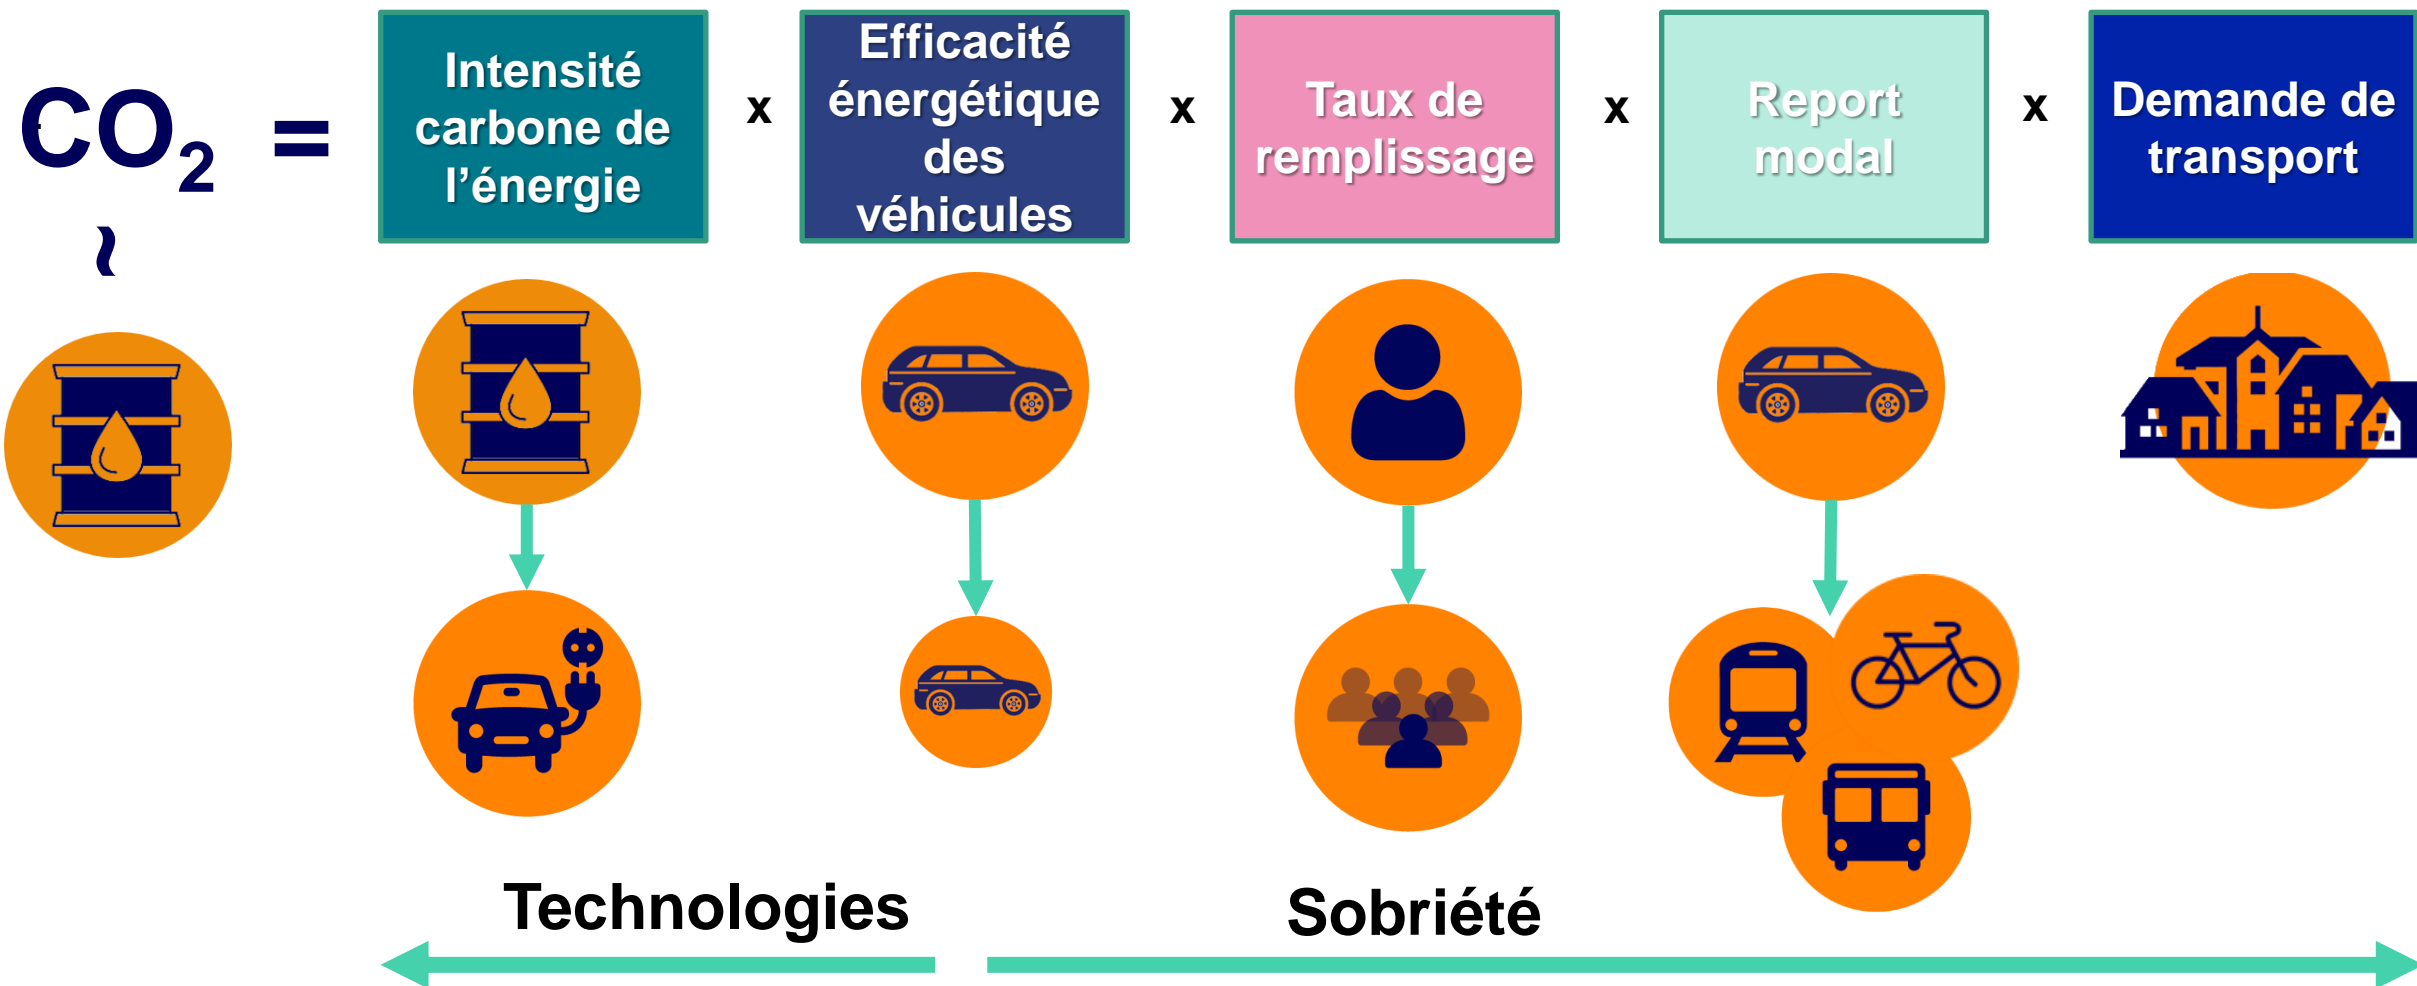 CO₂ =
Intensité
carbone de
l’énergie
x
Efficacité
énergétique
des
véhicules
x
Taux de
remplissage
x
Report
modal
x
Demande de
transport
~
Technologies
Sobriété